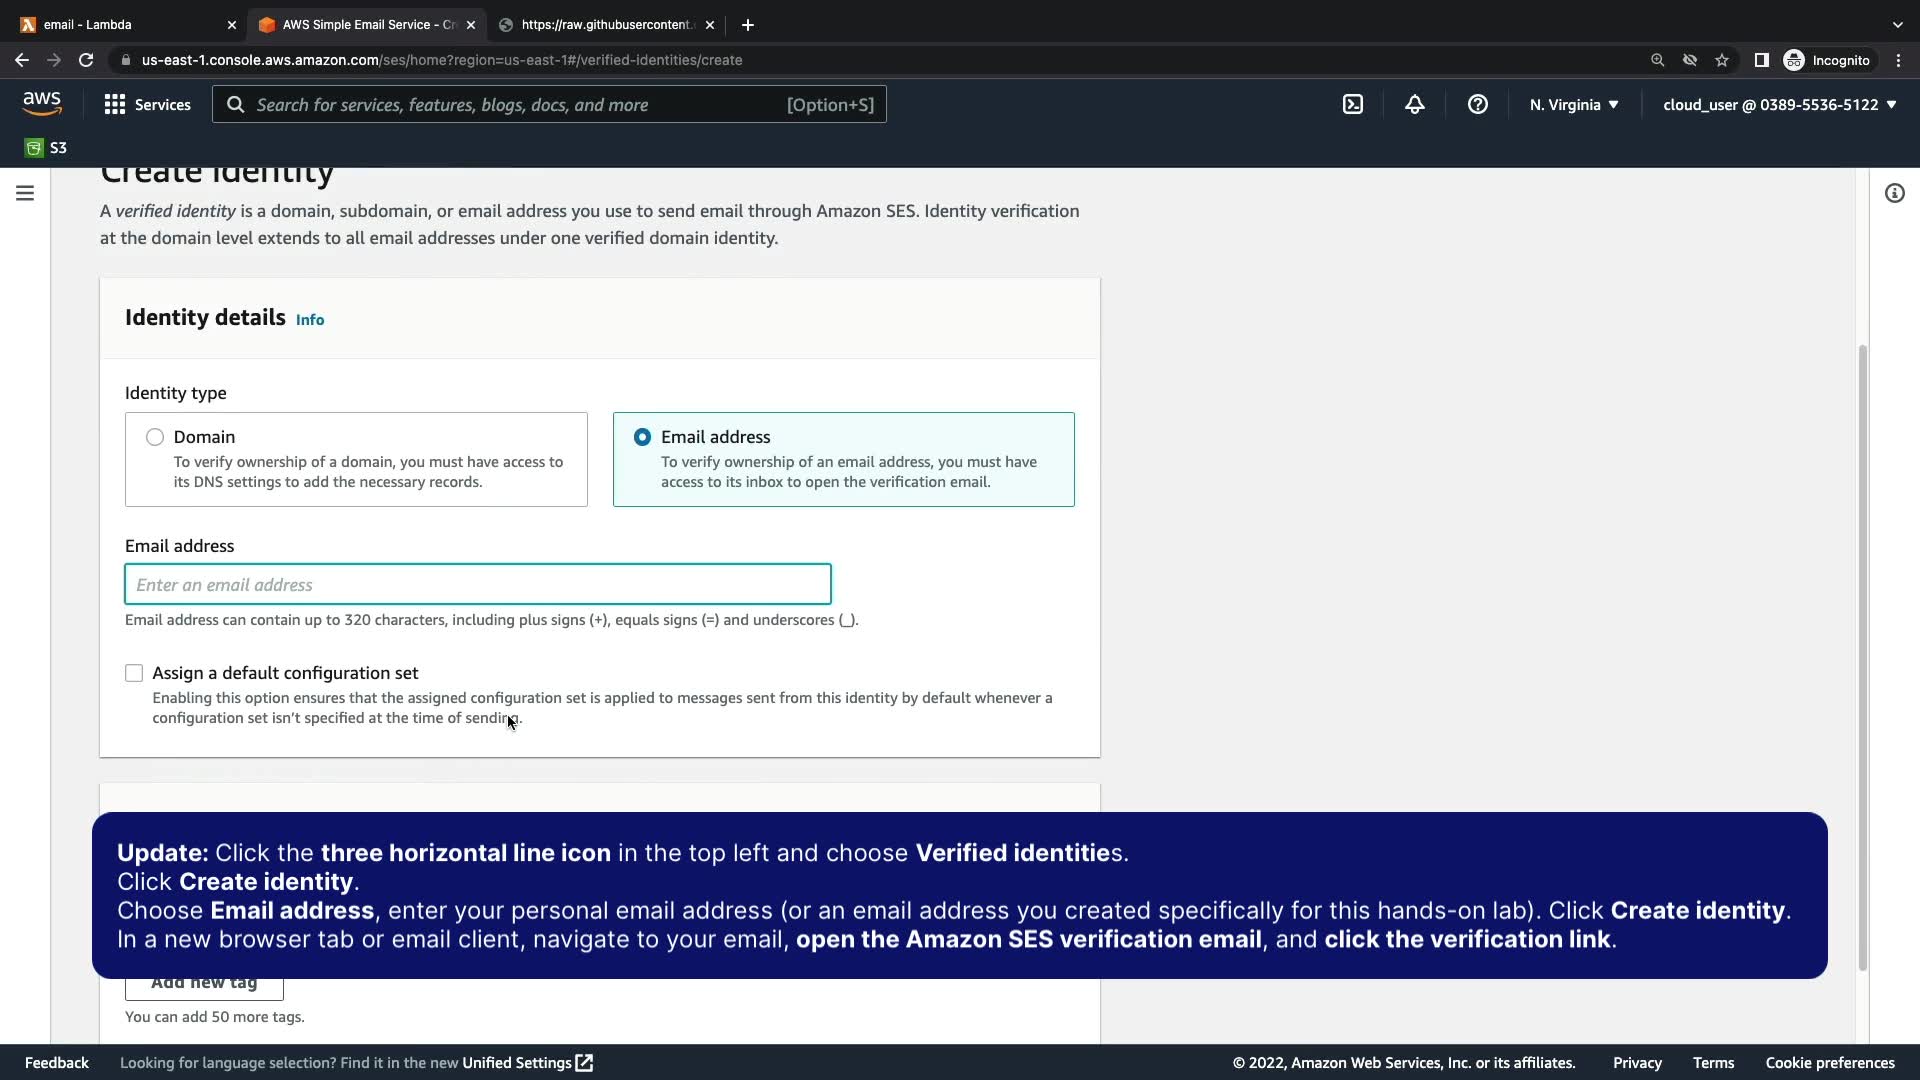 email - Lambda
AWS Simple Email Service - Cr
https://raw.githubusercontent.
us-east-1.console.aws.amazon.com/ses/home?region=us-east-1#/verified-identities/create
Incognito
aws
Services
Search for services, features, blogs, docs, and more
[Option+S]
N. Virginia
cloud_user @ 0389-5536-5122
S3
Create identity
A verified identity is a domain, subdomain, or email address you use to send email through Amazon SES. Identity verification
at the domain level extends to all email addresses under one verified domain identity.
Identity details Info
Identity type
Domain
To verify ownership of a domain, you must have access to
its DNS settings to add the necessary records.
Email address
To verify ownership of an email address, you must have
access to its inbox to open the verification email.
Email address
Enter an email address
Email address can contain up to 320 characters, including plus signs (+), equals signs (=) and underscores (_).
Assign a default configuration set
Enabling this option ensures that the assigned configuration set is applied to messages sent from this identity by default whenever a
configuration set isn't specified at the time of sending.
Update: Click the three horizontal line icon in the top left and choose Verified identities.
Click Create identity.
Choose Email address, enter your personal email address (or an email address you created specifically for this hands-on lab). Click Create identity.
In a new browser tab or email client, navigate to your email, open the Amazon SES verification email, and click the verification link.
Add new tag
You can add 50 more tags.
Feedback
Looking for language selection? Find it in the new Unified Settings
© 2022, Amazon Web Services, Inc. or its affiliates.
Privacy
Terms
Cookie preferences